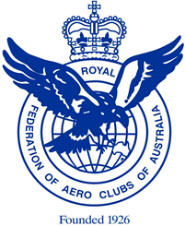 ROYAL
FEDERATION OF AERO CLUBS OF AUSTRALIA
Founded 1926